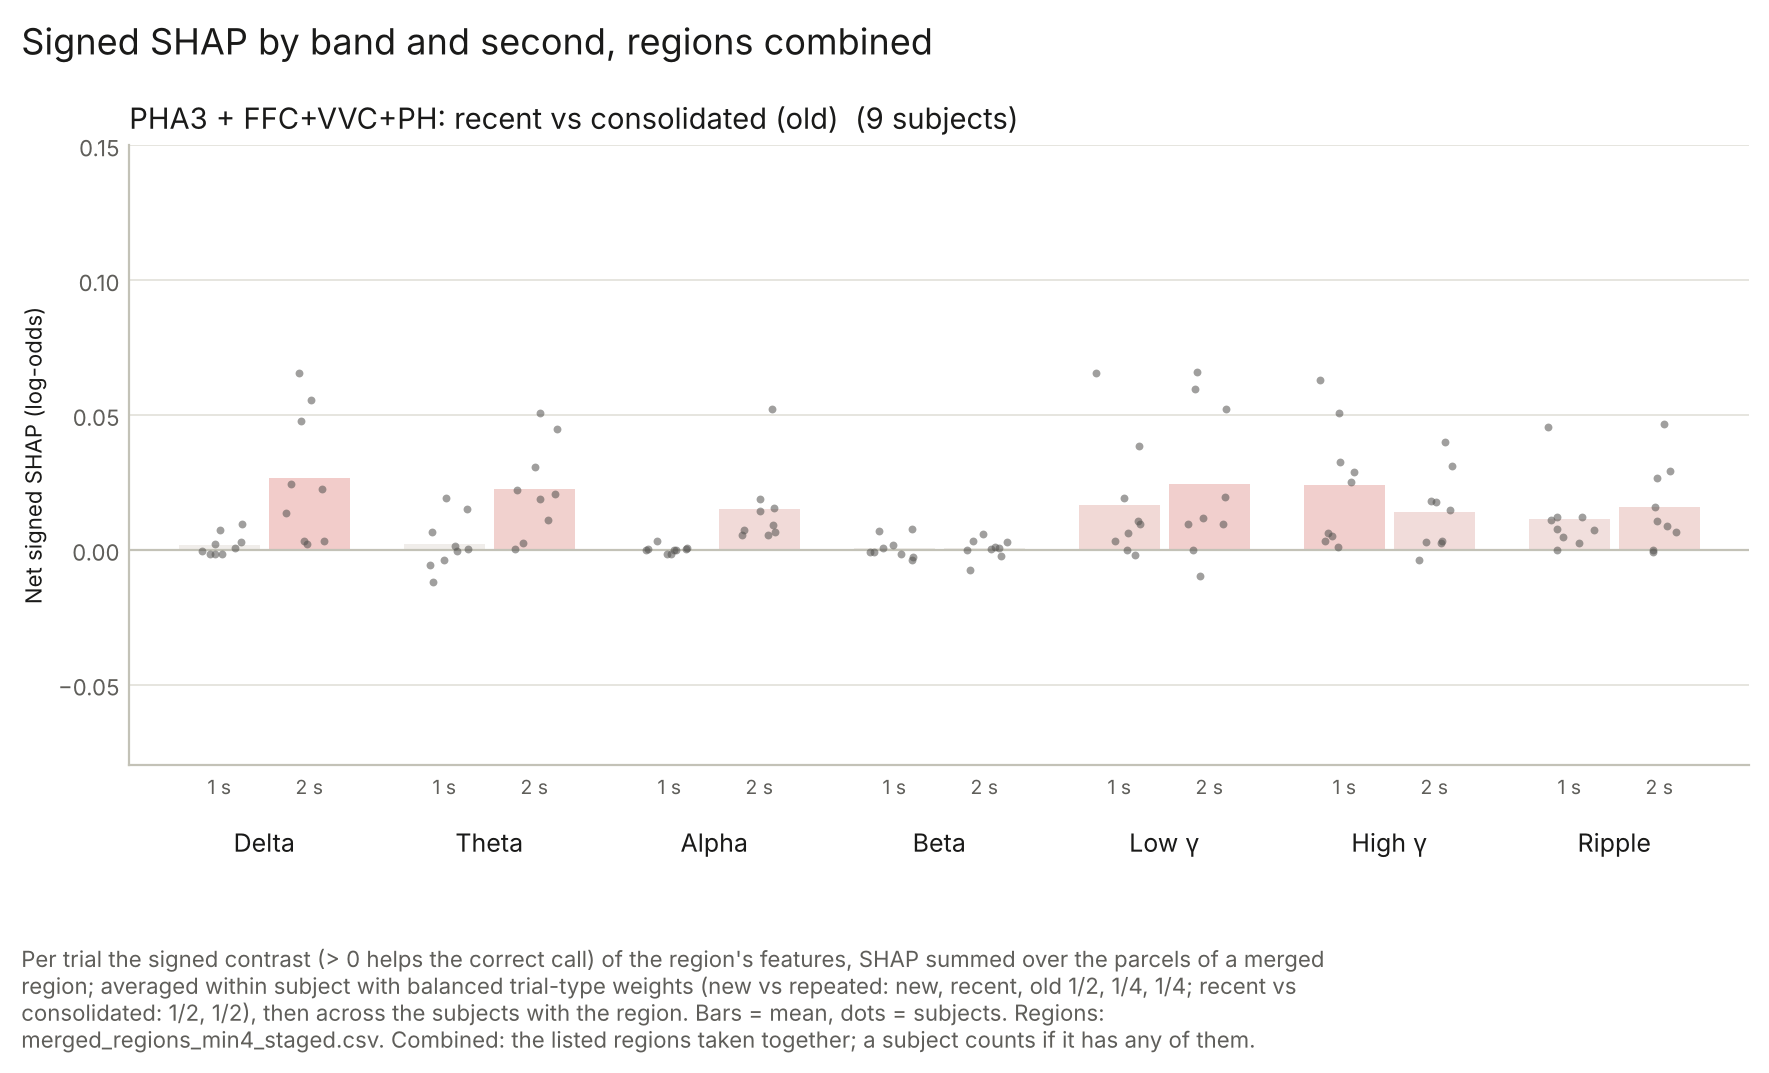 Signed SHAP by band and second, regions combined
PHA3 + FFC+VVC+PH: recent vs consolidated (old)  (9 subjects)
Net signed SHAP (log-odds)
0.15
0.10
0.05
0.00
−0.05
1 s 2 s 1 s 2 s 1 s 2 s 1 s 2 s 1 s 2 s 1 s 2 s 1 s 2 s
Delta Theta Alpha Beta Low γ High γ Ripple
Per trial the signed contrast (> 0 helps the correct call) of the region's features, SHAP summed over the parcels of a merged
region; averaged within subject with balanced trial-type weights (new vs repeated: new, recent, old 1/2, 1/4, 1/4; recent vs
consolidated: 1/2, 1/2), then across the subjects with the region. Bars = mean, dots = subjects. Regions:
merged_regions_min4_staged.csv. Combined: the listed regions taken together; a subject counts if it has any of them.